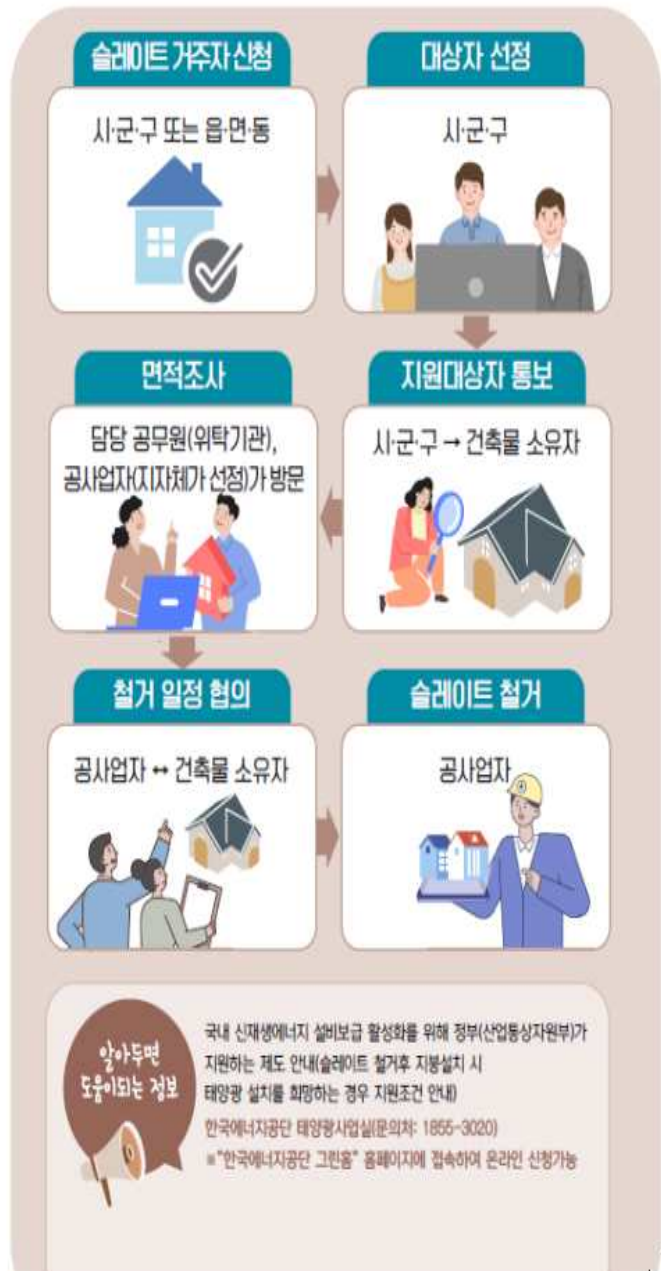 슬레이트 거주자 신청
시·군·구 또는 읍·면·동
대상자 선정
시·군·구
지원대상자 통보
시·군·구 → 건축물 소유자
면적조사
담당 공무원(위탁기관),
공사업자(지자체가 선정)가 방문
철거 일정 협의
공사업자 ↔ 건축물 소유자
슬레이트 철거
공사업자
알아두면
도움이되는 정보
국내 신재생에너지 설비보급 활성화를 위해 정부(산업통상자원부)가
지원하는 제도 안내(슬레이트 철거후 지붕설치 시
태양광 설치를 희망하는 경우 지원조건 안내)
한국에너지공단 태양광사업실(문의처: 1855-3020)
※"한국에너지공단 그린홈" 홈페이지에 접속하여 온라인 신청가능